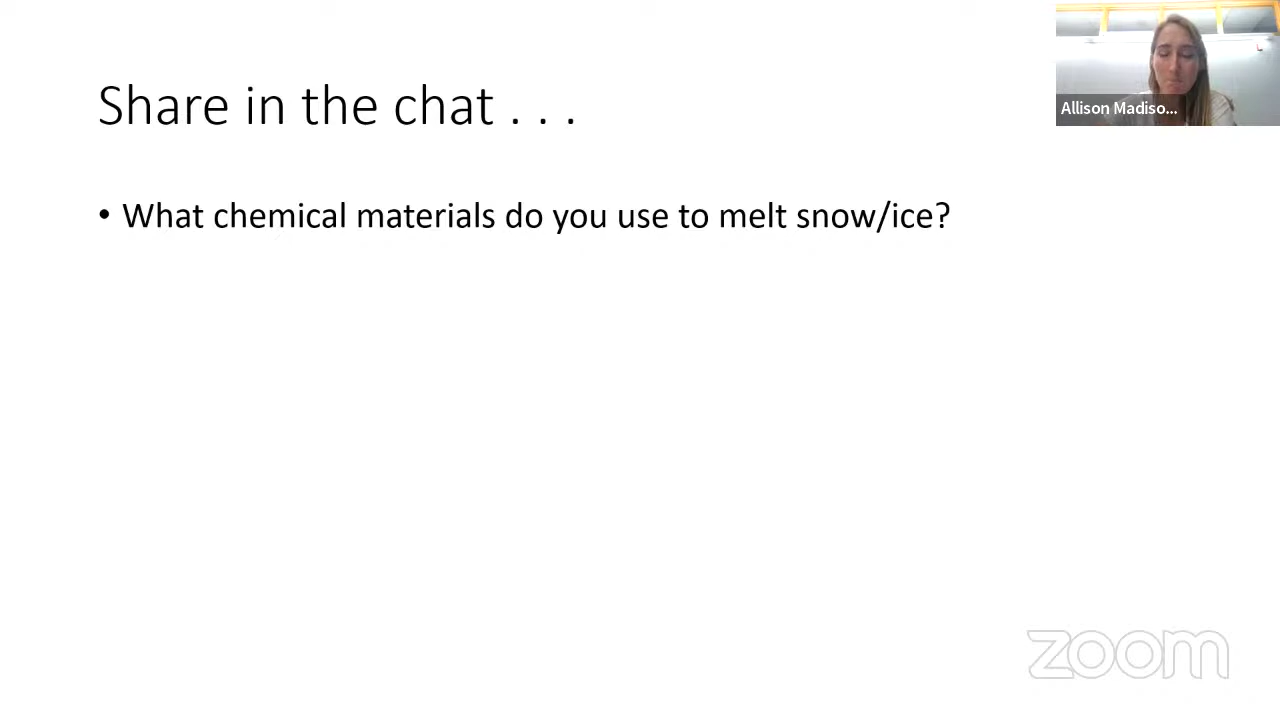 Share in the chat . . .
Allison Madiso...
• What chemical materials do you use to melt snow/ice?
zoom